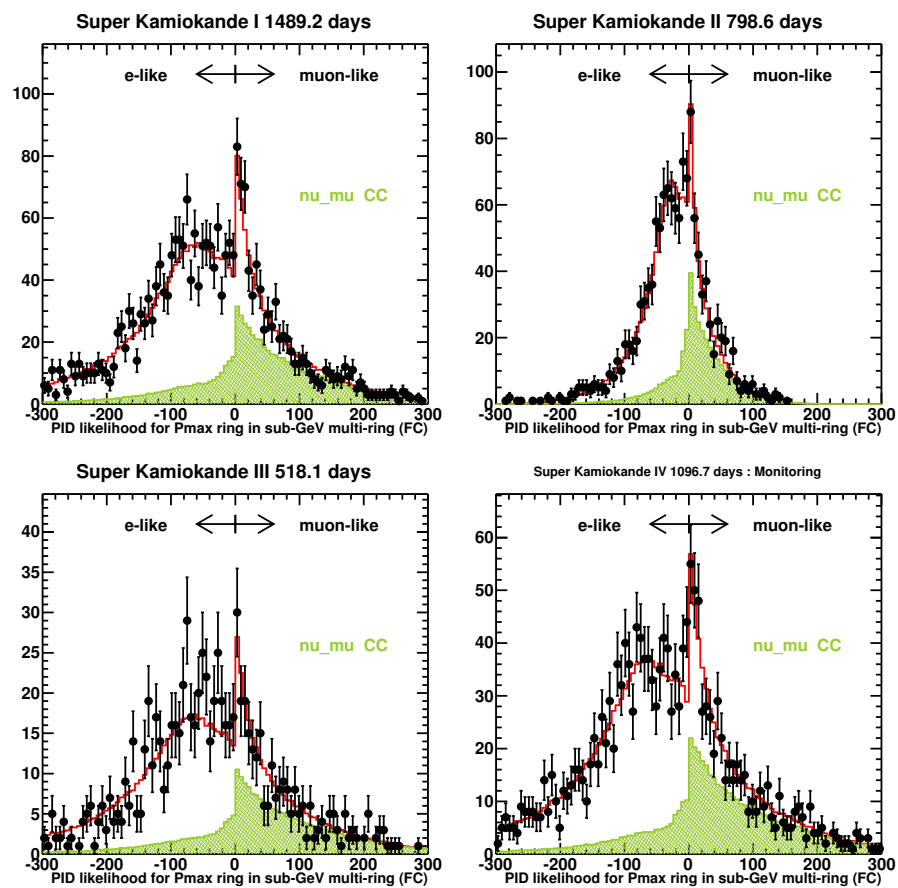 Super Kamiokande I 1489.2 days
e-like muon-like
nu_mu CC
100
80
60
40
20
0
-300 -200 -100 0 100 200 300
PID likelihood for Pmax ring in sub-GeV multi-ring (FC)
Super Kamiokande II 798.6 days
e-like muon-like
nu_mu CC
100
80
60
40
20
0
-300 -200 -100 0 100 200 300
PID likelihood for Pmax ring in sub-GeV multi-ring (FC)
Super Kamiokande III 518.1 days
e-like muon-like
nu_mu CC
40
35
30
25
20
15
10
5
0
-300 -200 -100 0 100 200 300
PID likelihood for Pmax ring in sub-GeV multi-ring (FC)
Super Kamiokande IV 1096.7 days : Monitoring
e-like muon-like
nu_mu CC
60
50
40
30
20
10
0
-300 -200 -100 0 100 200 300
PID likelihood for Pmax ring in sub-GeV multi-ring (FC)